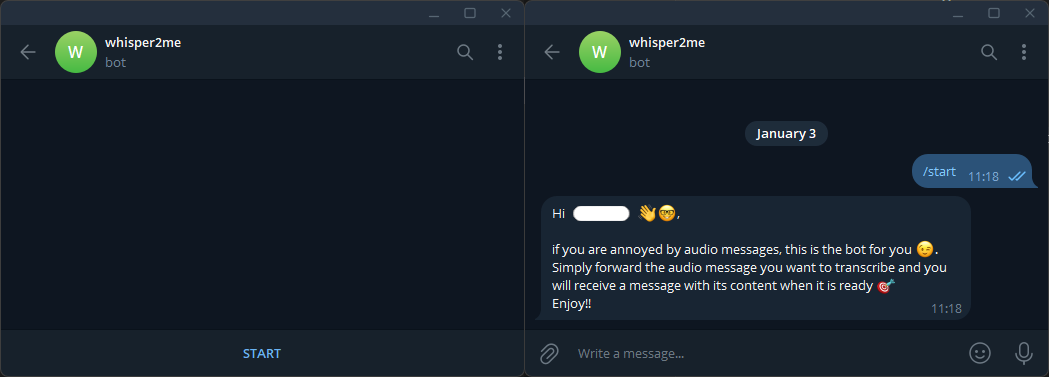 W
whisper2me
bot
START
W
whisper2me
bot
January 3
/start 11:18
Hi 👋🤓,
if you are annoyed by audio messages, this is the bot for you 😉.
Simply forward the audio message you want to transcribe and you
will receive a message with its content when it is ready 🎯
Enjoy!!
11:18
Write a message...